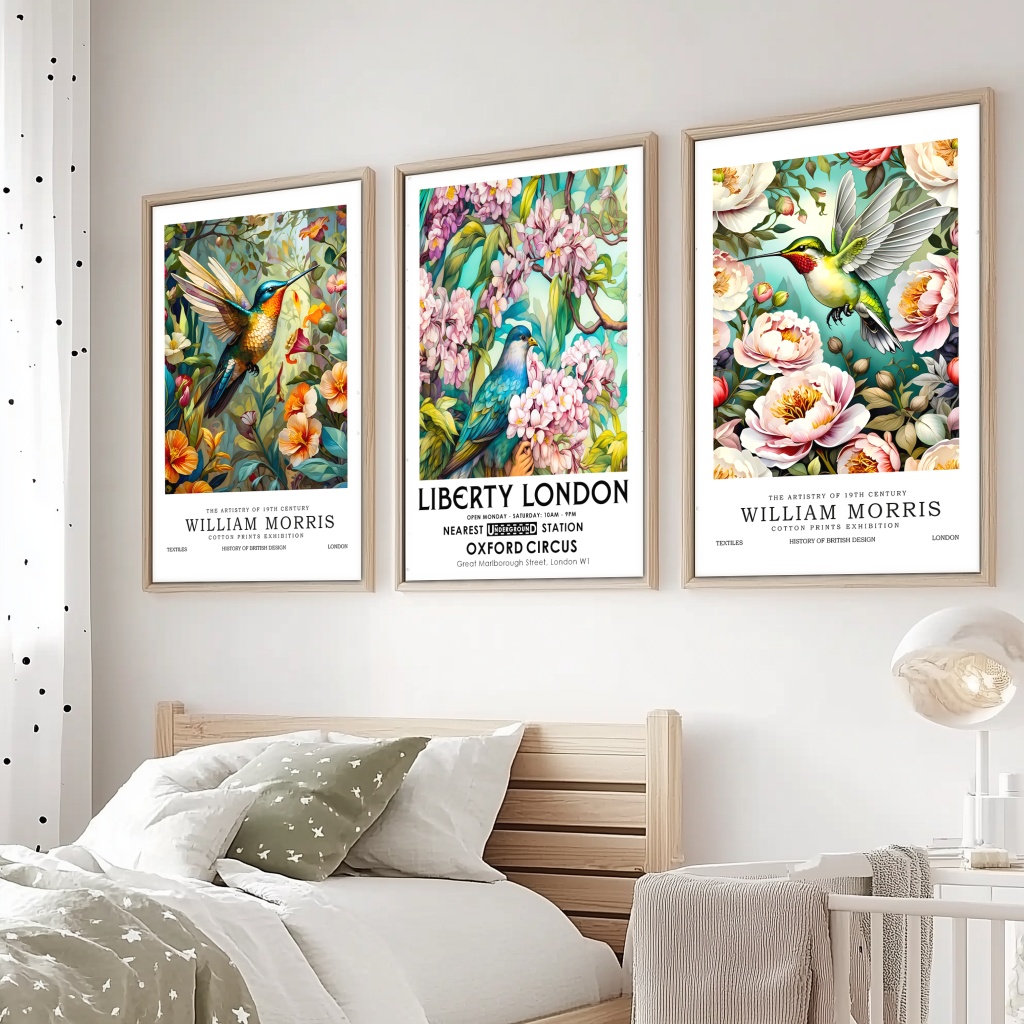 THE ARTISTRY OF 19TH CENTURY
WILLIAM MORRIS
COTTON PRINTS EXHIBITION
TEXTILES HISTORY OF BRITISH DESIGN LONDON
LIBERTY LONDON
OPEN MONDAY - SATURDAY: 10AM - 9PM
NEAREST UNDERGROUND STATION
OXFORD CIRCUS
Great Marlborough Street, London W1
THE ARTISTRY OF 19TH CENTURY
WILLIAM MORRIS
COTTON PRINTS EXHIBITION
TEXTILES HISTORY OF BRITISH DESIGN LONDON